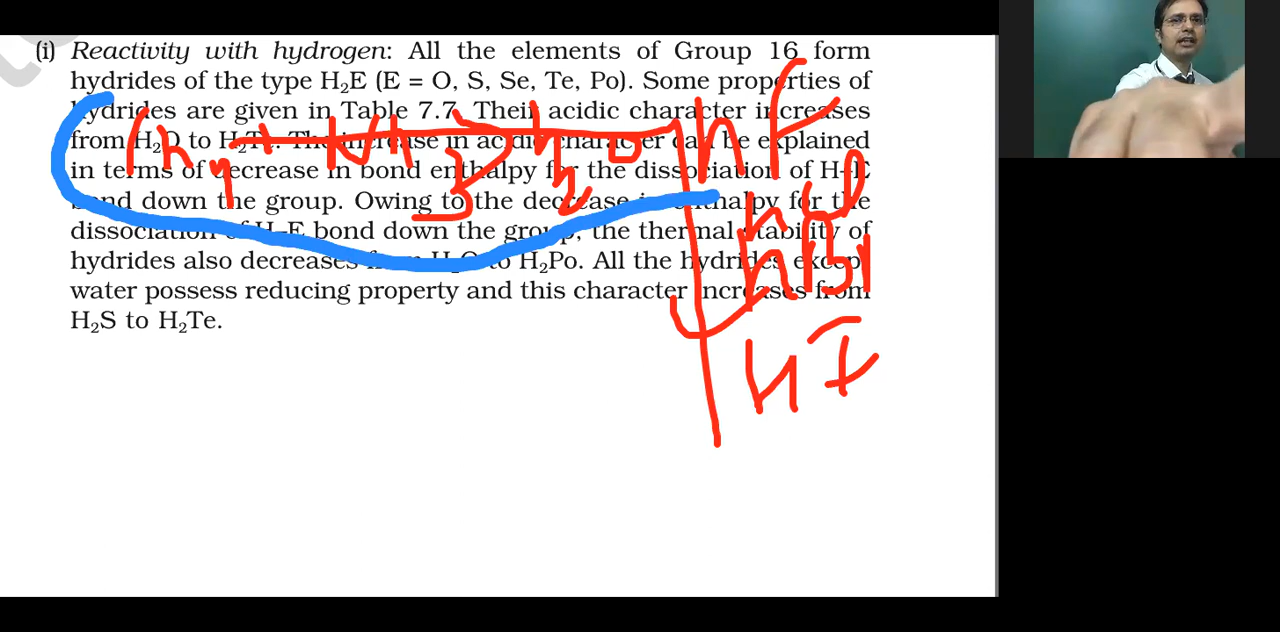 (i) Reactivity with hydrogen: All the elements of Group 16 form
hydrides of the type H₂E (E = O, S, Se, Te, Po). Some properties of
hydrides are given in Table 7.7. Their acidic character increases
from H₂O to H₂Te. The increase in acidic character can be explained
in terms of decrease in bond enthalpy for the dissociation of H–E
bond down the group. Owing to the decrease in enthalpy for the
dissociation of H–E bond down the group, the thermal stability of
hydrides also decreases from H₂O to H₂Po. All the hydrides except
water possess reducing property and this character increases from
H₂S to H₂Te.
CH4 NH3 H2O HF
HCl
HBr
HI